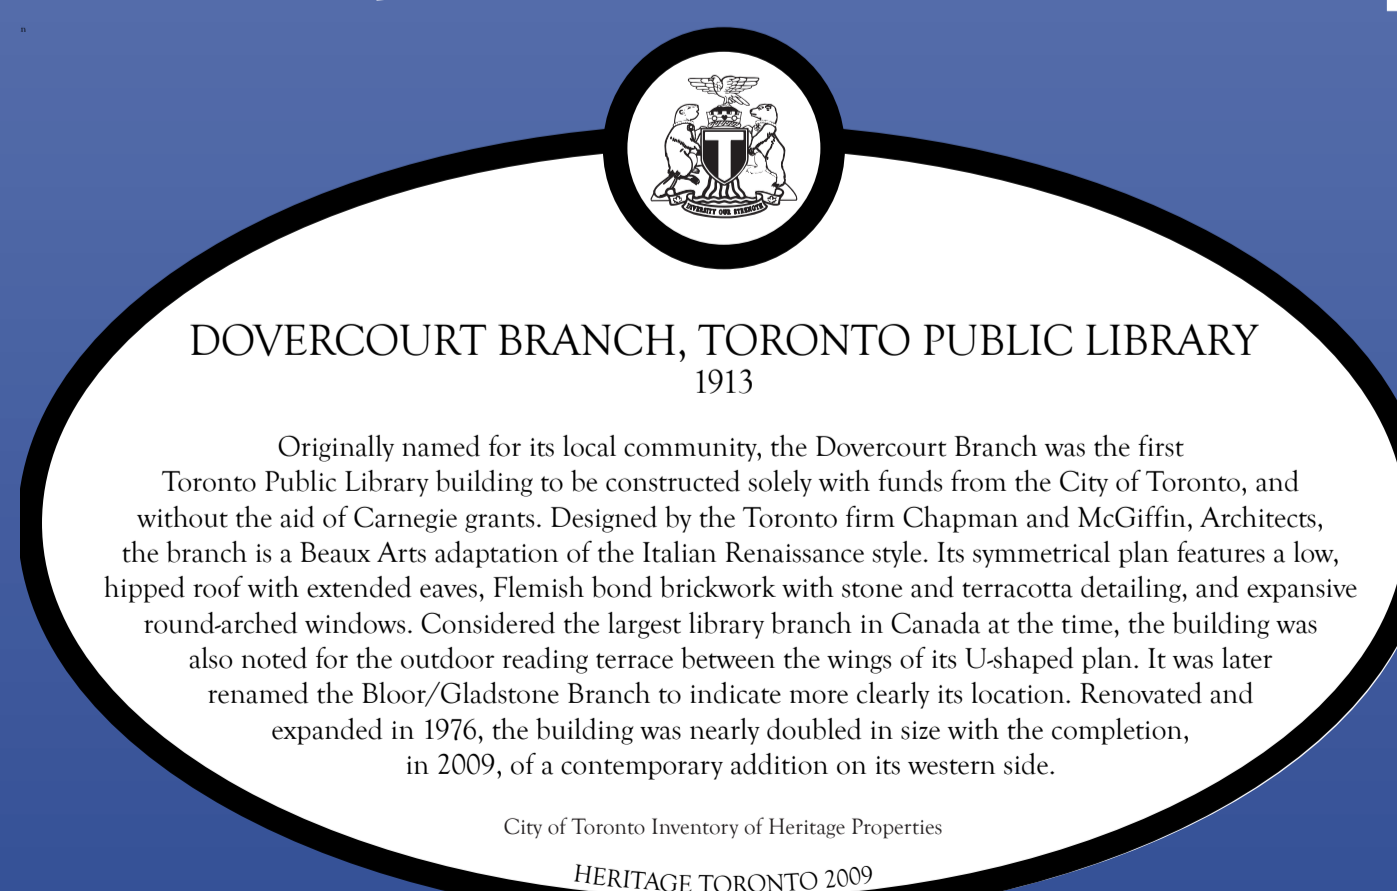 n
DIVERSITY OUR STRENGTH
DOVERCOURT BRANCH, TORONTO PUBLIC LIBRARY
1913
Originally named for its local community, the Dovercourt Branch was the first
Toronto Public Library building to be constructed solely with funds from the City of Toronto, and
without the aid of Carnegie grants. Designed by the Toronto firm Chapman and McGiffin, Architects,
the branch is a Beaux Arts adaptation of the Italian Renaissance style. Its symmetrical plan features a low,
hipped roof with extended eaves, Flemish bond brickwork with stone and terracotta detailing, and expansive
round-arched windows. Considered the largest library branch in Canada at the time, the building was
also noted for the outdoor reading terrace between the wings of its U-shaped plan. It was later
renamed the Bloor/Gladstone Branch to indicate more clearly its location. Renovated and
expanded in 1976, the building was nearly doubled in size with the completion,
in 2009, of a contemporary addition on its western side.
City of Toronto Inventory of Heritage Properties
HERITAGE TORONTO 2009